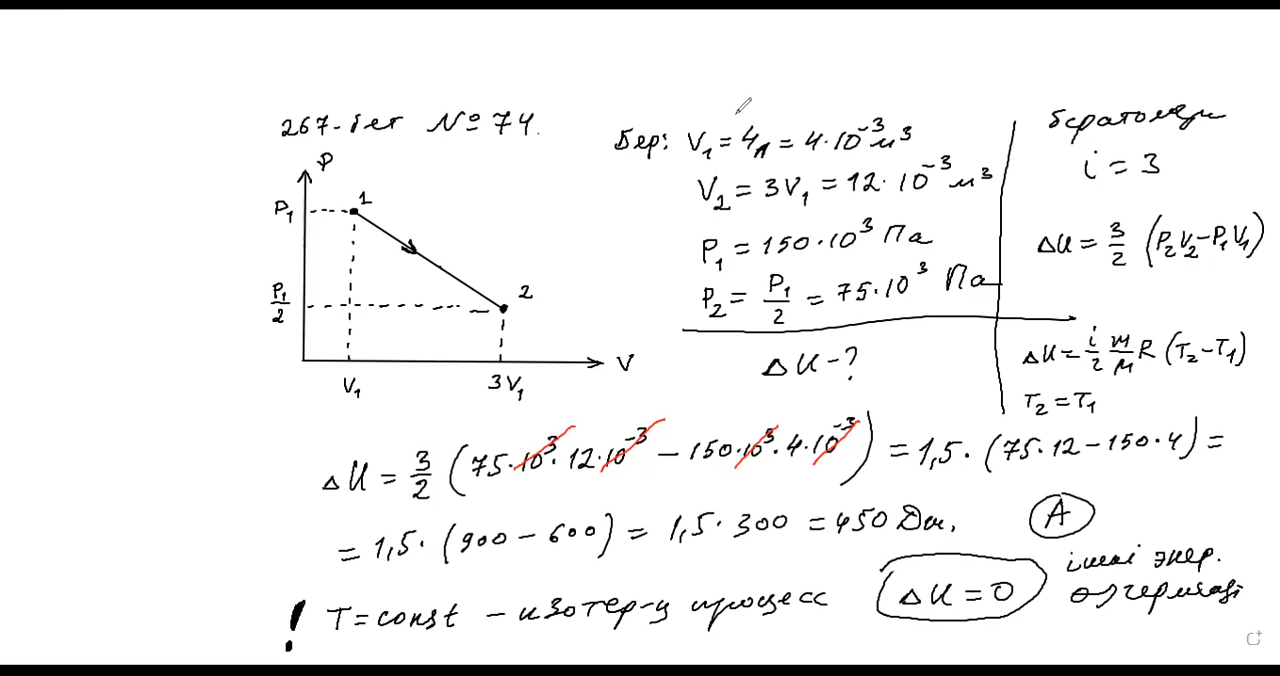 267-бет № 74.
P
P₁
1
P₁/2
2
V₁
3V₁
V
Бер: V₁ = 4л = 4·10⁻³ м³
V₂ = 3V₁ = 12·10⁻³ м³
P₁ = 150·10³ Па
P₂ = P₁/2 = 75·10³ Па
ΔU - ?
i = 3
ΔU = 3/2 (P₂V₂ - P₁V₁)
ΔU = i/2 m/M R (T₂ - T₁)
T₂ = T₁
ΔU = 3/2 (75·10³·12·10⁻³ - 150·10³·4·10⁻³) = 1,5·(75·12 - 150·4) =
= 1,5·(900 - 600) = 1,5·300 = 450 Дж. A
! T = const - изотер-ң процесс ΔU = 0
ішкі энер.
өзгермейді